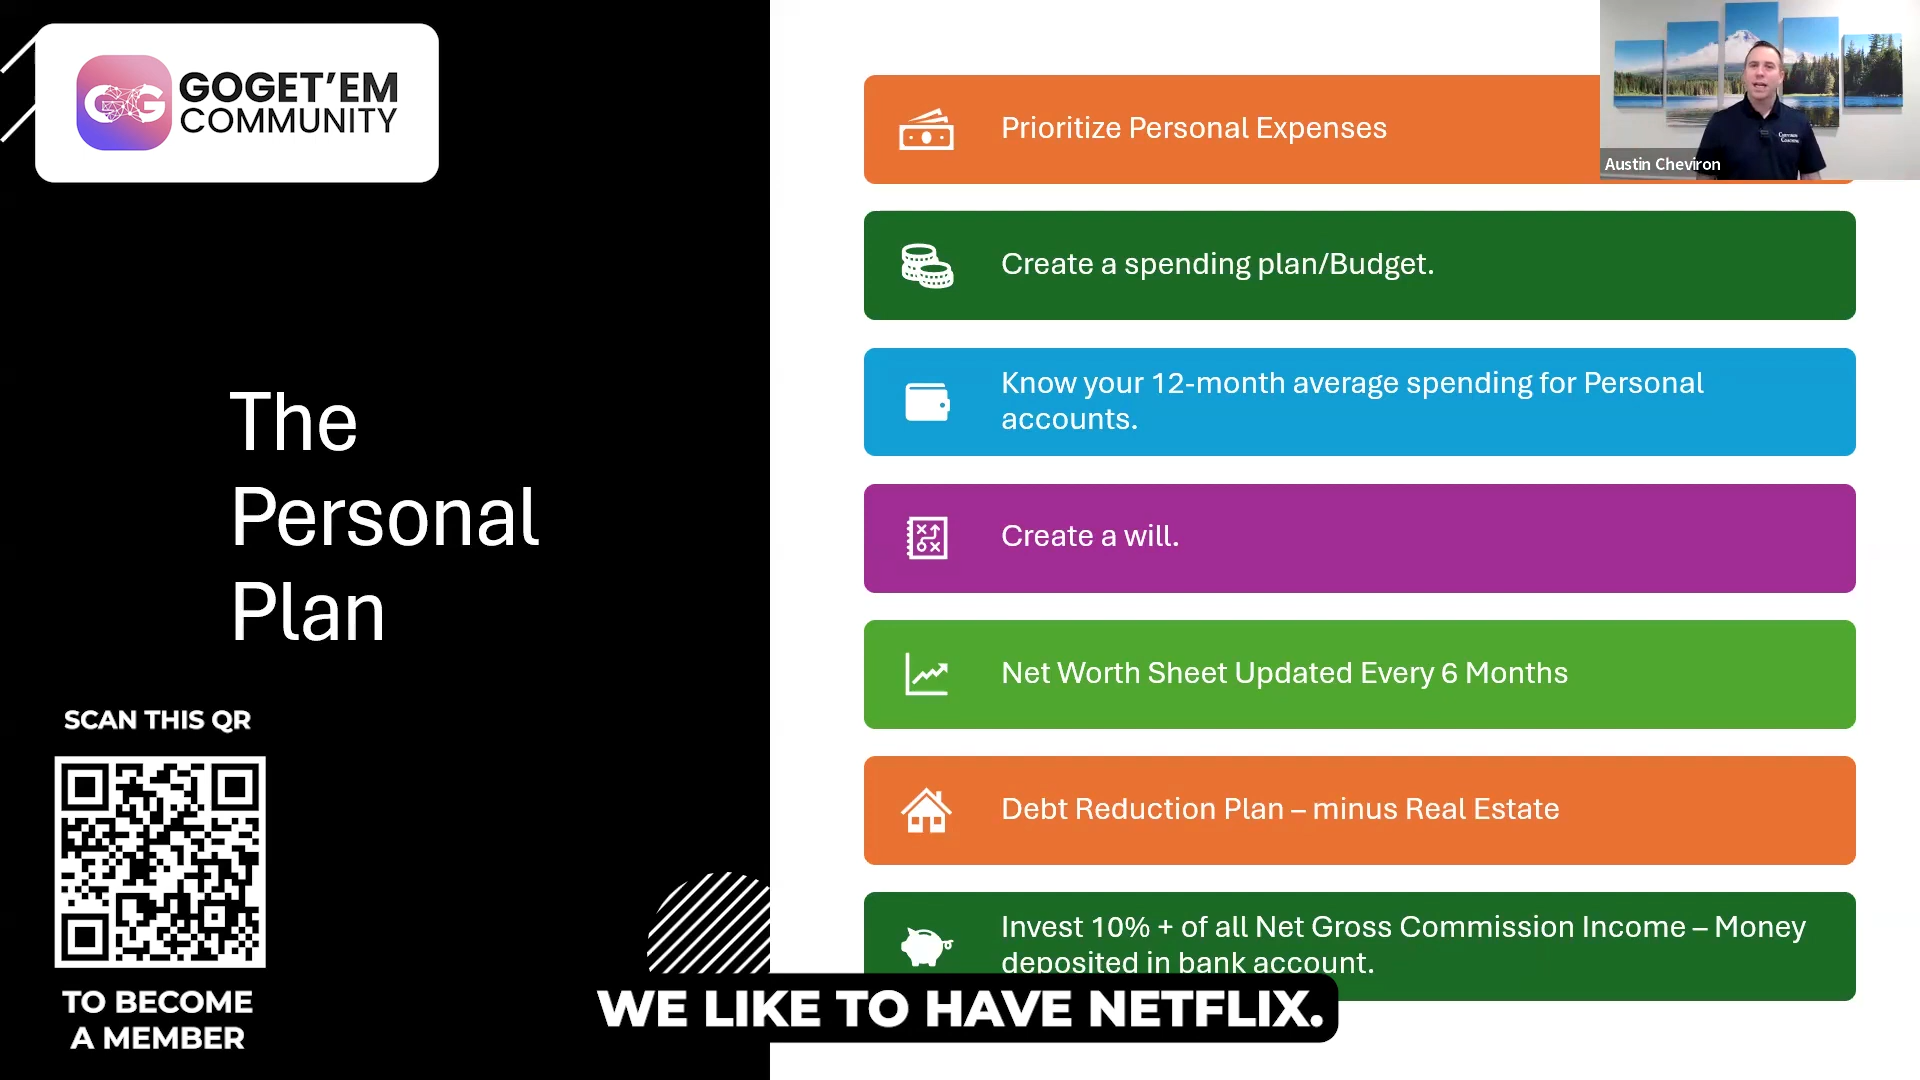 GOGET'EM
COMMUNITY
The
Personal
Plan
SCAN THIS QR
TO BECOME
A MEMBER
Prioritize Personal Expenses
Create a spending plan/Budget.
Know your 12-month average spending for Personal
accounts.
Create a will.
Net Worth Sheet Updated Every 6 Months
Debt Reduction Plan – minus Real Estate
Invest 10% + of all Net Gross Commission Income – Money
deposited in bank account.
Austin Cheviron
WE LIKE TO HAVE NETFLIX.